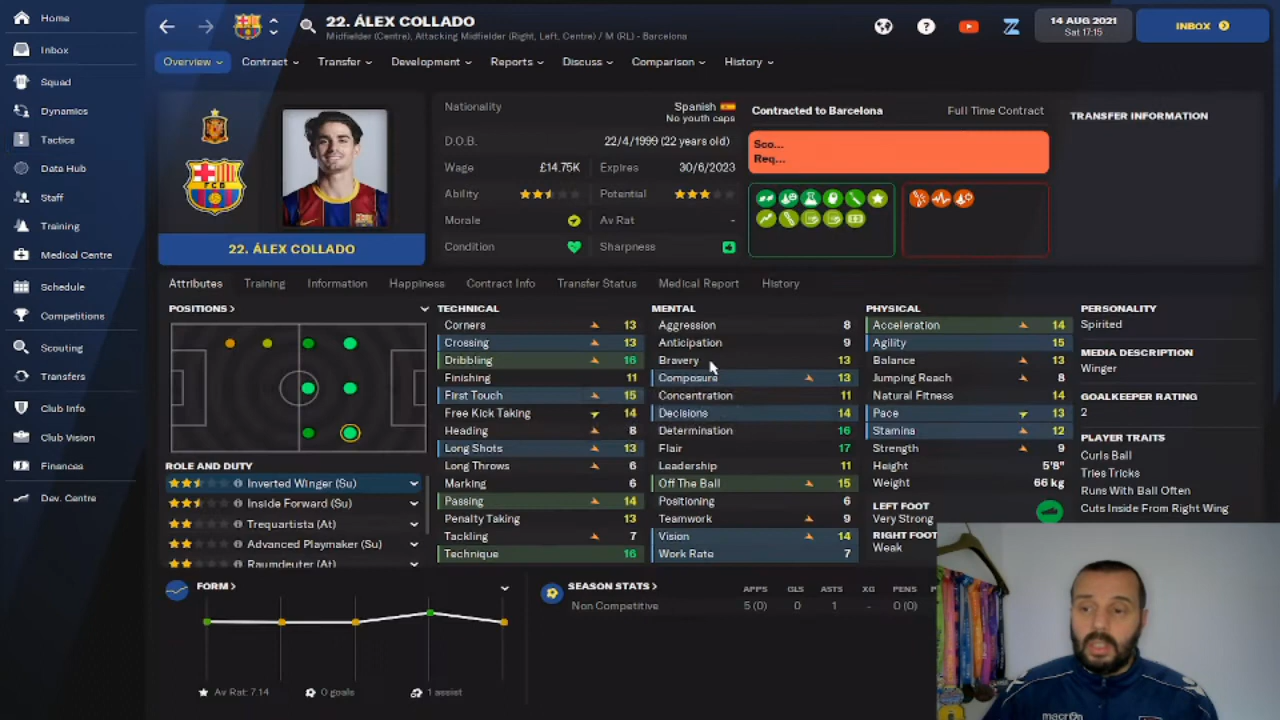 Home
Inbox
Squad
Dynamics
Tactics
Data Hub
Staff
Training
Medical Centre
Schedule
Competitions
Scouting
Transfers
Club Info
Club Vision
Finances
Dev. Centre
22. ÁLEX COLLADO
Midfielder (Centre), Attacking Midfielder (Right, Left, Centre) / M (RL) - Barcelona
14 AUG 2021
Sat 17:15
INBOX
Overview
Contract
Transfer
Development
Reports
Discuss
Comparison
History
22. ÁLEX COLLADO
Nationality Spanish
No youth caps
D.O.B. 22/4/1999 (22 years old)
Wage £14.75K Expires 30/6/2023
Ability Potential
Morale Av Rat -
Condition Sharpness
Contracted to Barcelona Full Time Contract
Sco...
Req...
TRANSFER INFORMATION
Attributes Training Information Happiness Contract Info Transfer Status Medical Report History
POSITIONS >
ROLE AND DUTY
Inverted Winger (Su)
Inside Forward (Su)
Trequartista (At)
Advanced Playmaker (Su)
Raumdeuter (At)
TECHNICAL
Corners 13
Crossing 13
Dribbling 16
Finishing 11
First Touch 15
Free Kick Taking 14
Heading 8
Long Shots 13
Long Throws 6
Marking 6
Passing 14
Penalty Taking 13
Tackling 7
Technique 16
MENTAL
Aggression 8
Anticipation 9
Bravery 13
Composure 13
Concentration 11
Decisions 14
Determination 16
Flair 17
Leadership 11
Off The Ball 15
Positioning 6
Teamwork 9
Vision 14
Work Rate 7
PHYSICAL
Acceleration 14
Agility 15
Balance 13
Jumping Reach 8
Natural Fitness 14
Pace 13
Stamina 12
Strength 9
Height 5'8"
Weight 66 kg
LEFT FOOT
Very Strong
RIGHT FOOT
Weak
PERSONALITY
Spirited
MEDIA DESCRIPTION
Winger
GOALKEEPER RATING
2
PLAYER TRAITS
Curls Ball
Tries Tricks
Runs With Ball Often
Cuts Inside From Right Wing
FORM >
Av Rat: 7.14 0 goals 1 assist
SEASON STATS > APPS GLS ASTS XG PENS
Non Competitive 5 (0) 0 1 - 0 (0)
macron